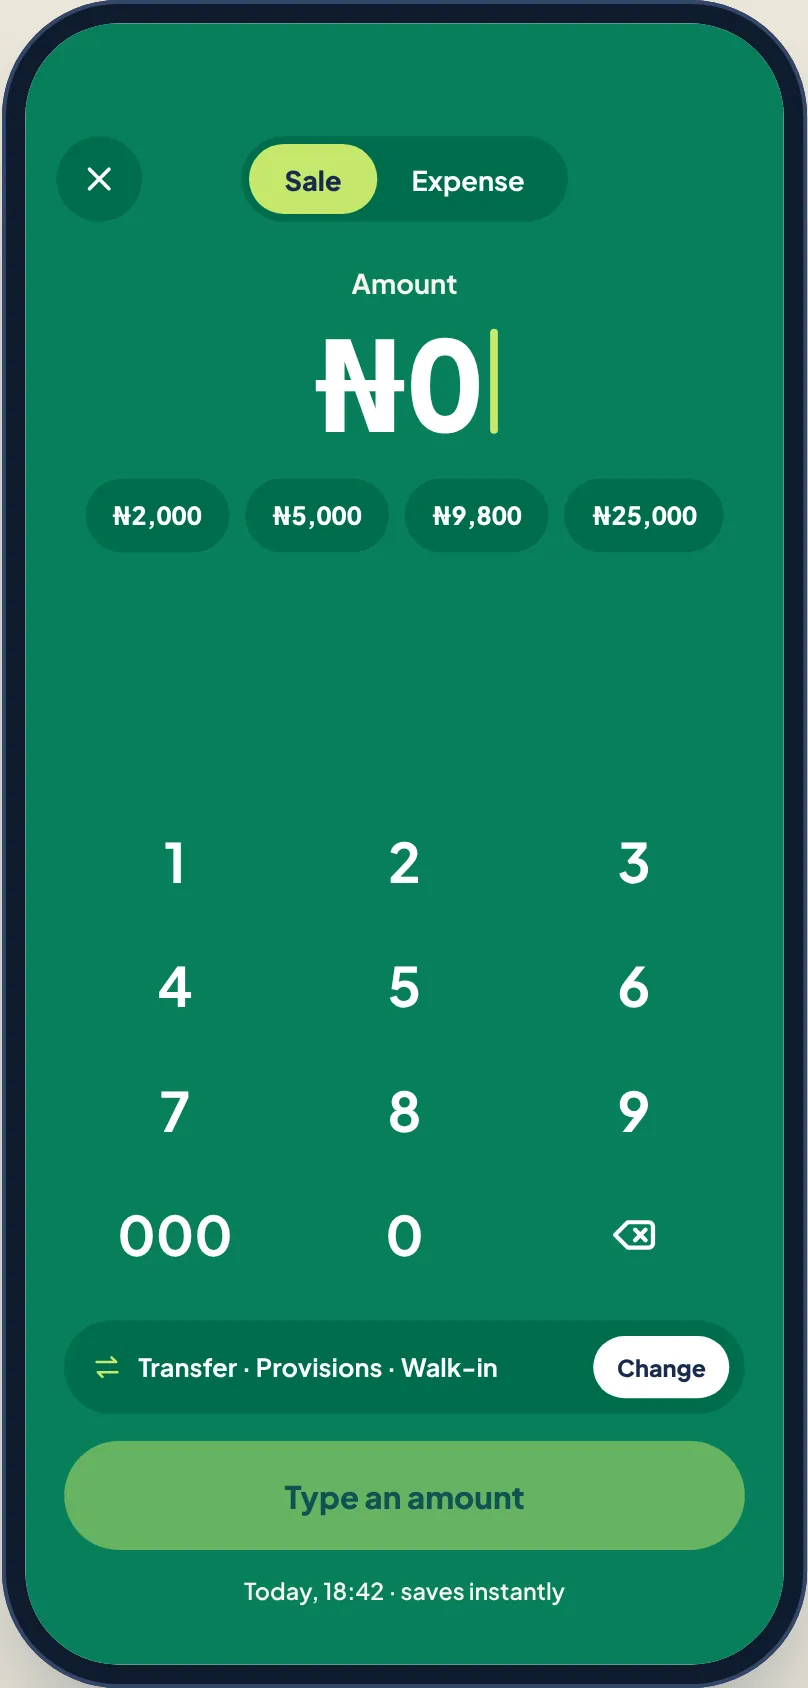 Sale Expense
Amount
₦0
₦2,000 ₦5,000 ₦9,800 ₦25,000
1 2 3
4 5 6
7 8 9
000 0
Transfer · Provisions · Walk-in Change
Type an amount
Today, 18:42 · saves instantly